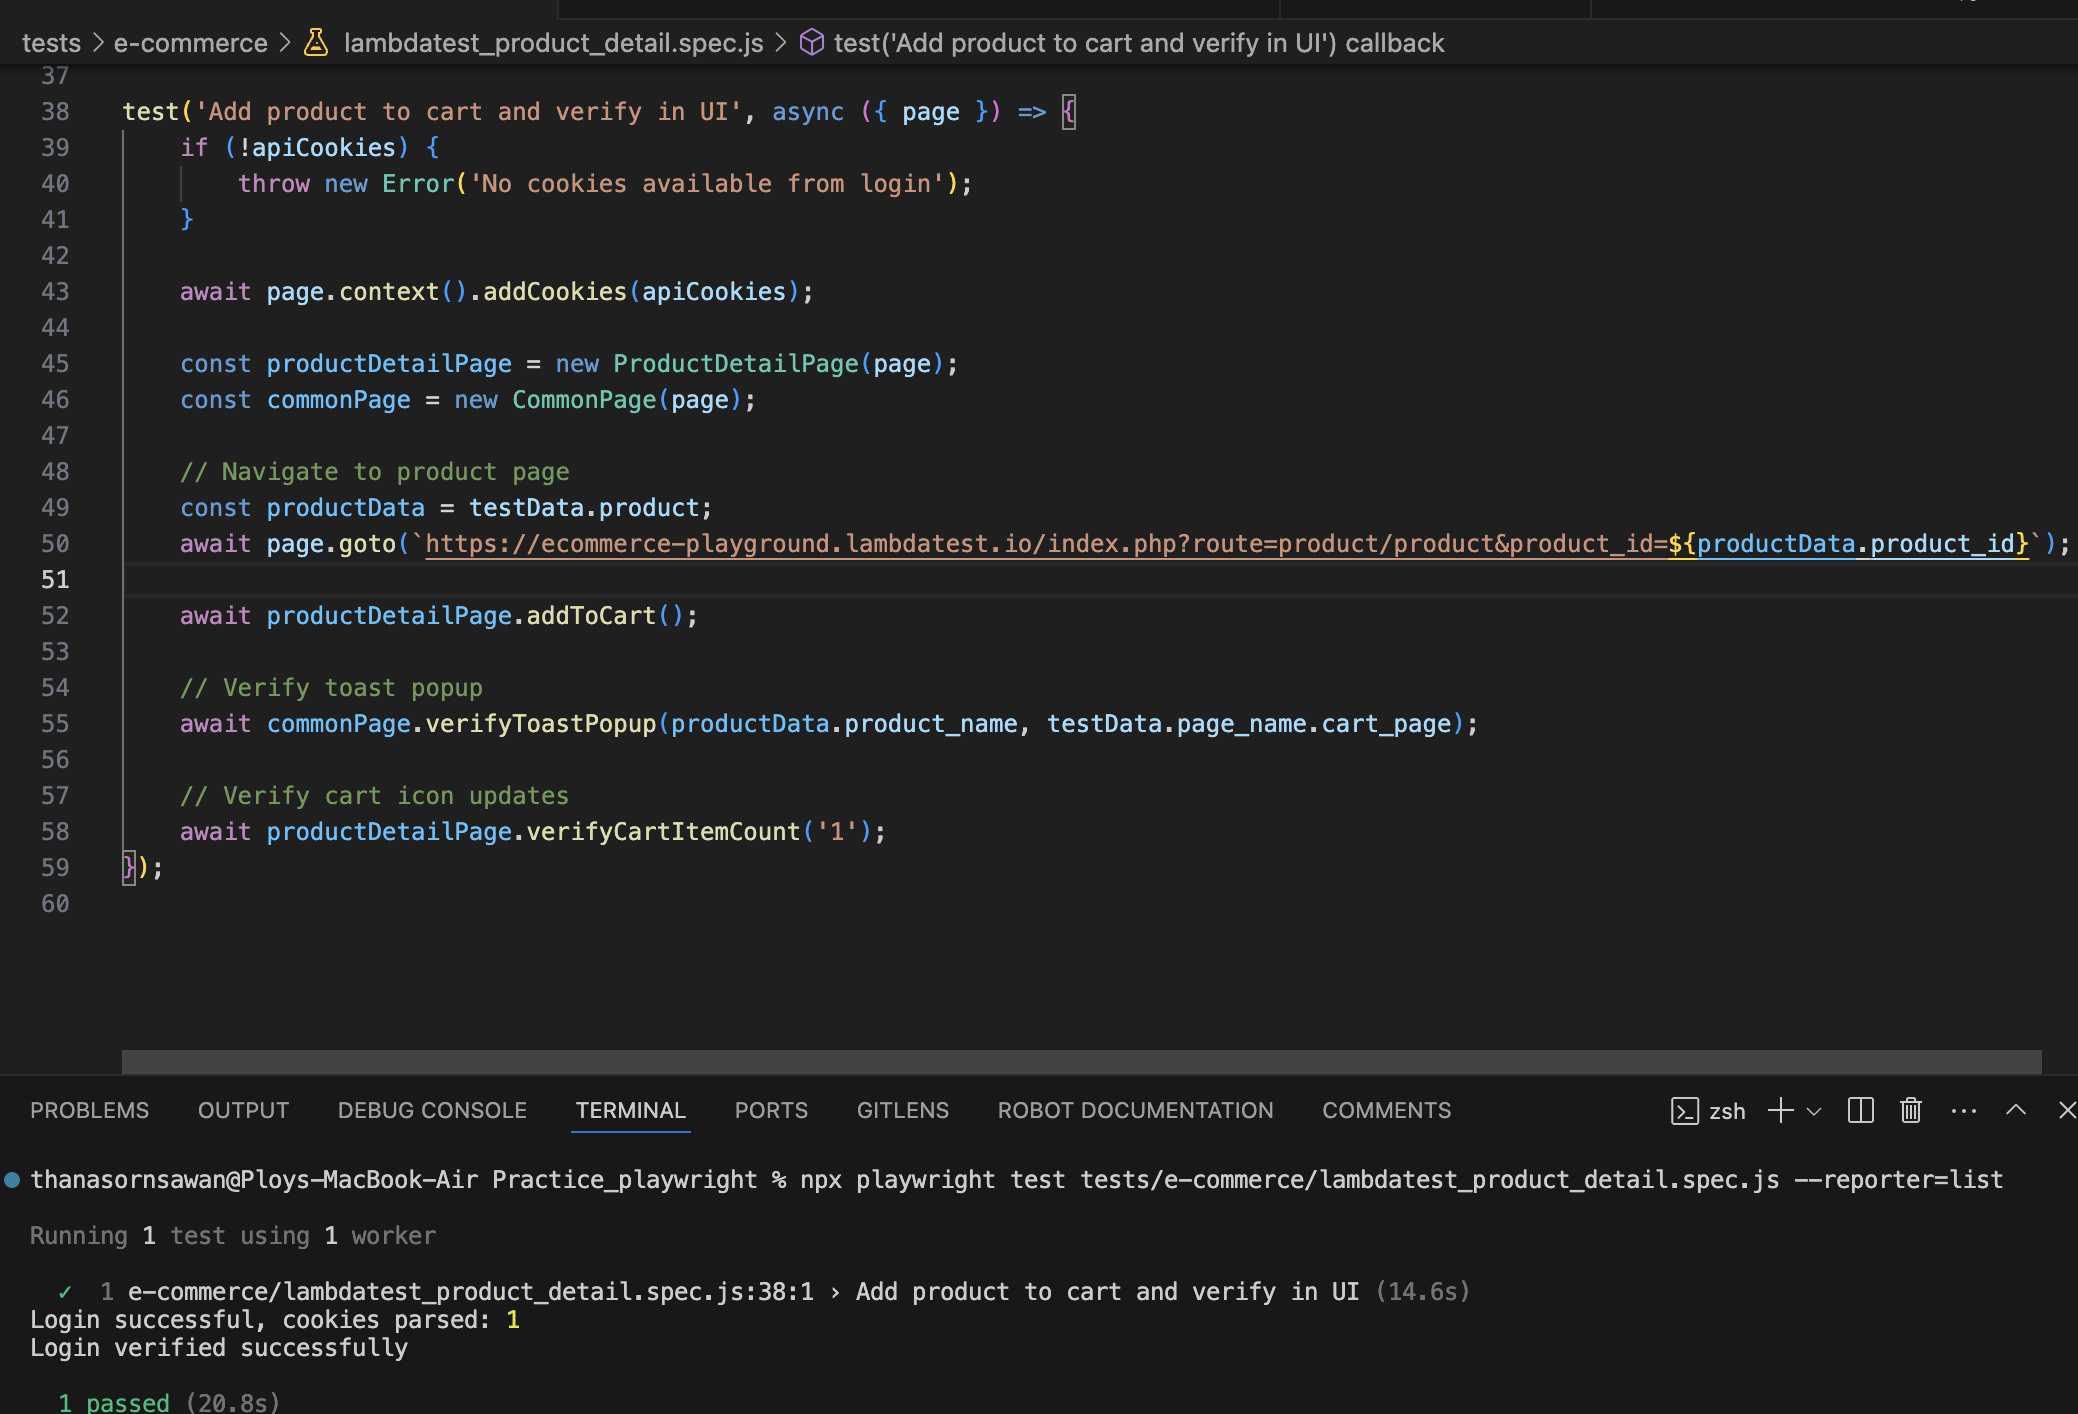 tests > e-commerce > lambdatest_product_detail.spec.js > test('Add product to cart and verify in UI') callback
37
38 test('Add product to cart and verify in UI', async ({ page }) => {
39 if (!apiCookies) {
40 throw new Error('No cookies available from login');
41 }
42
43 await page.context().addCookies(apiCookies);
44
45 const productDetailPage = new ProductDetailPage(page);
46 const commonPage = new CommonPage(page);
47
48 // Navigate to product page
49 const productData = testData.product;
50 await page.goto(`https://ecommerce-playground.lambdatest.io/index.php?route=product/product&product_id=${productData.product_id}`);
51
52 await productDetailPage.addToCart();
53
54 // Verify toast popup
55 await commonPage.verifyToastPopup(productData.product_name, testData.page_name.cart_page);
56
57 // Verify cart icon updates
58 await productDetailPage.verifyCartItemCount('1');
59 });
60
PROBLEMS OUTPUT DEBUG CONSOLE TERMINAL PORTS GITLENS ROBOT DOCUMENTATION COMMENTS zsh
thanasornsawan@Ploys-MacBook-Air Practice_playwright % npx playwright test tests/e-commerce/lambdatest_product_detail.spec.js --reporter=list
Running 1 test using 1 worker
✓ 1 e-commerce/lambdatest_product_detail.spec.js:38:1 › Add product to cart and verify in UI (14.6s)
Login successful, cookies parsed: 1
Login verified successfully
1 passed (20.8s)